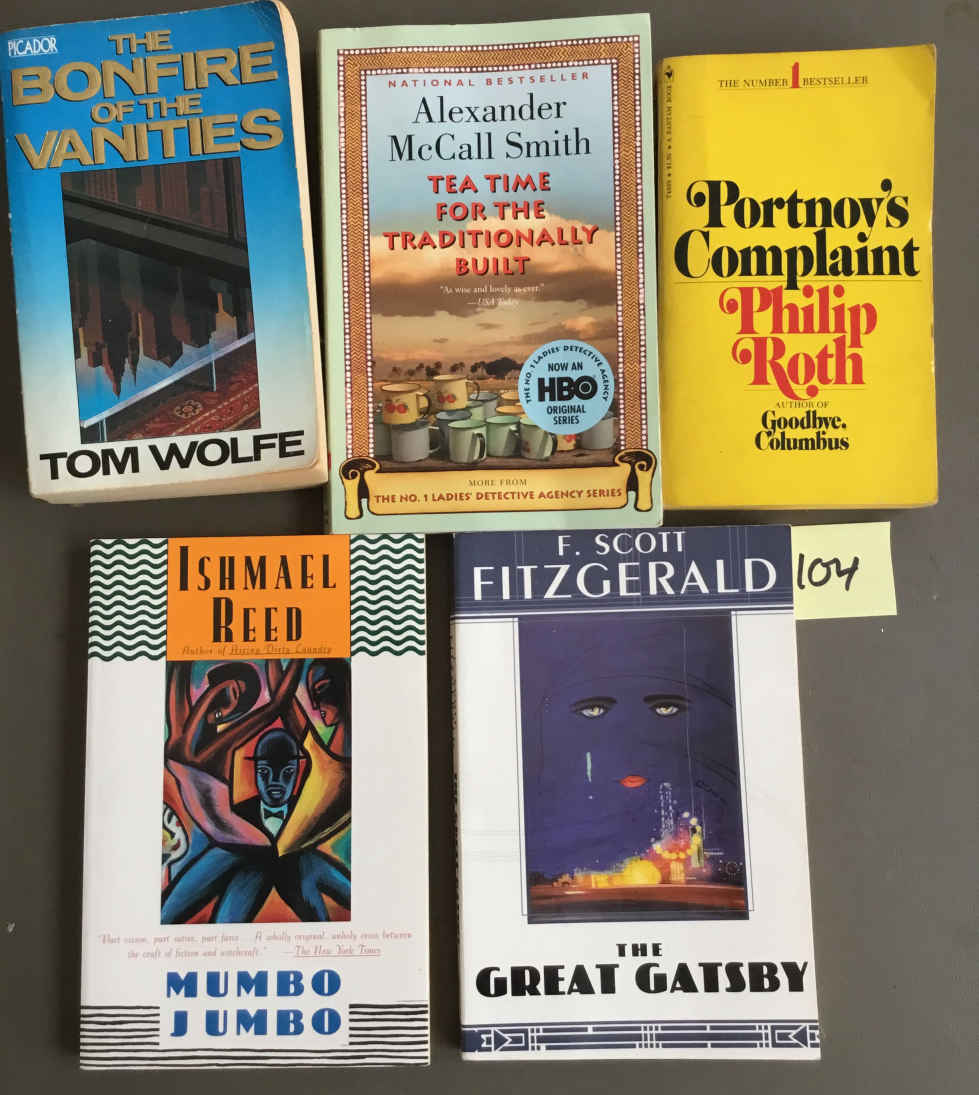 PICADOR
THE
BONFIRE
OF THE
VANITIES
TOM WOLFE
NATIONAL BESTSELLER
Alexander
McCall Smith
TEA TIME
FOR THE
TRADITIONALLY
BUILT
"As wise and lovely as ever."
—USA Today
THE NO. 1 LADIES' DETECTIVE AGENCY
NOW AN
HBO
ORIGINAL
SERIES
MORE FROM
THE NO. 1 LADIES' DETECTIVE AGENCY SERIES
THE NUMBER 1 BESTSELLER
A BANTAM BOOK
Portnoy's
Complaint
Philip
Roth
AUTHOR OF
Goodbye,
Columbus
ISHMAEL
REED
Author of Airing Dirty Laundry
"Part vision, part satire, part farce ... A wholly original, unholy cross between
the craft of fiction and witchcraft." —The New York Times
MUMBO
JUMBO
F. SCOTT
FITZGERALD
THE
GREAT GATSBY
104